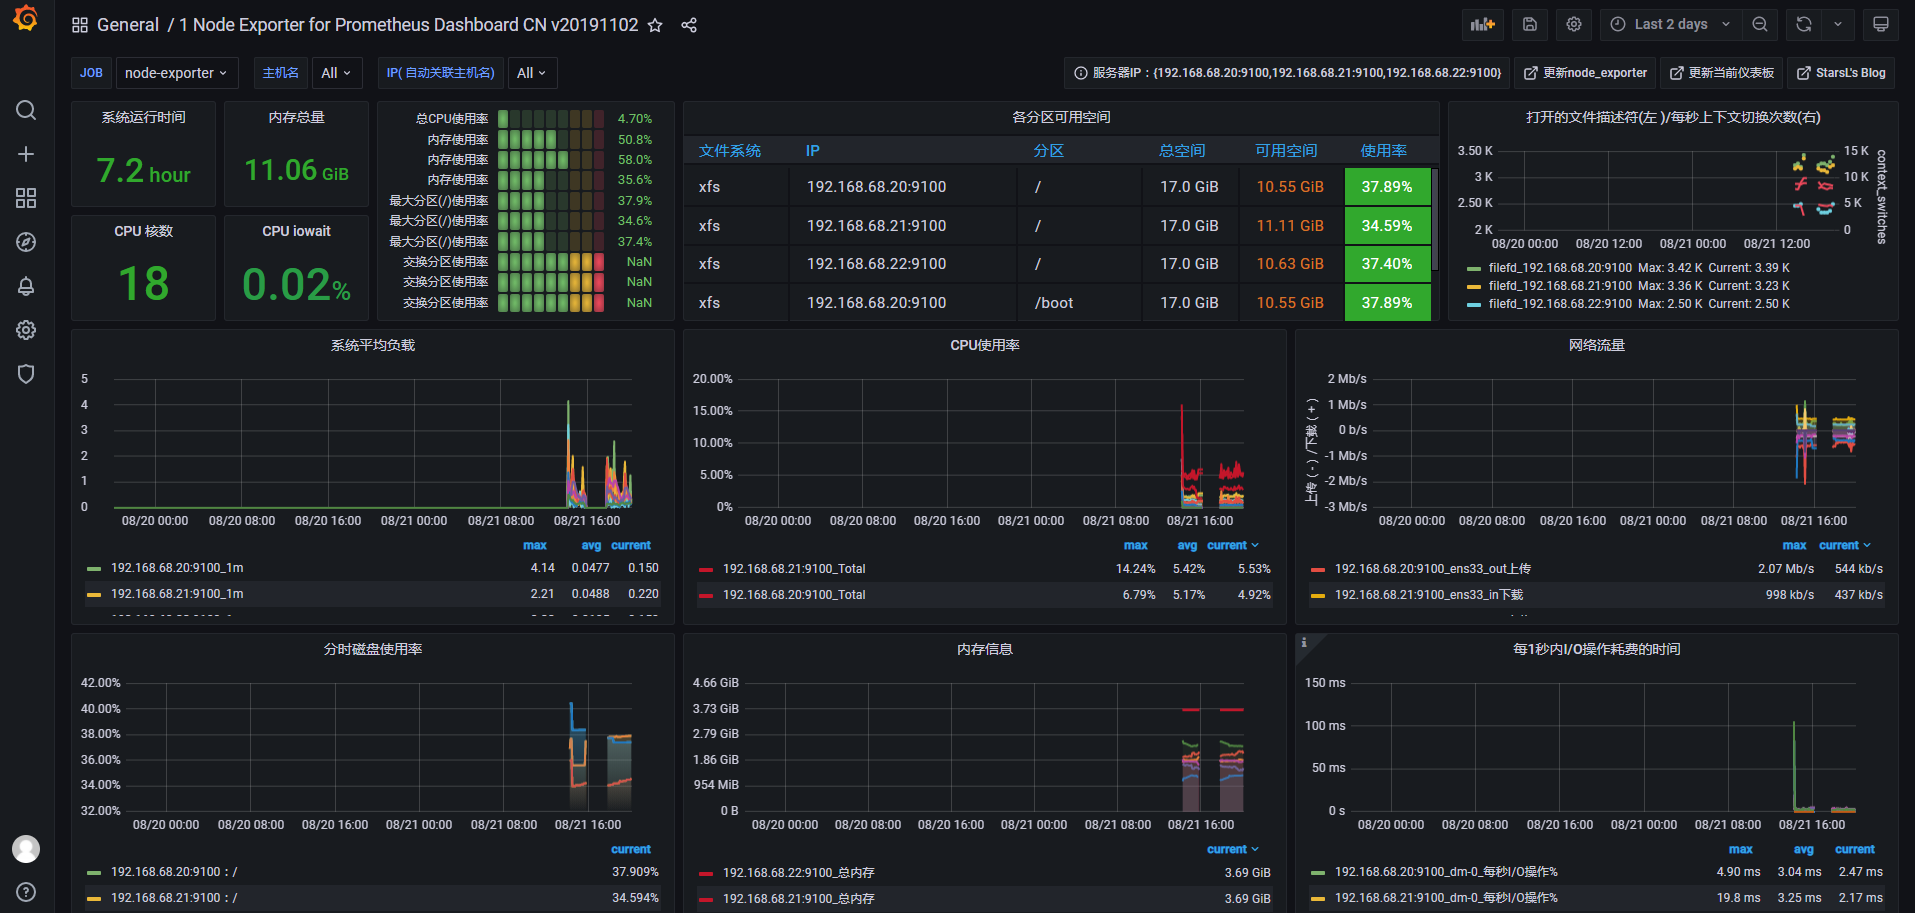 General / 1 Node Exporter for Prometheus Dashboard CN v20191102
Last 2 days
JOB node-exporter 主机名 All IP( 自动关联主机名) All
服务器IP：{192.168.68.20:9100,192.168.68.21:9100,192.168.68.22:9100} 更新node_exporter 更新当前仪表板 StarsL's Blog
系统运行时间
7.2 hour
内存总量
11.06 GiB
CPU 核数
18
CPU iowait
0.02%
总CPU使用率 4.70%
内存使用率 50.8%
内存使用率 58.0%
内存使用率 35.6%
最大分区(/)使用率 37.9%
最大分区(/)使用率 34.6%
最大分区(/)使用率 37.4%
交换分区使用率 NaN
交换分区使用率 NaN
交换分区使用率 NaN
各分区可用空间
文件系统 IP 分区 总空间 可用空间 使用率
xfs 192.168.68.20:9100 / 17.0 GiB 10.55 GiB 37.89%
xfs 192.168.68.21:9100 / 17.0 GiB 11.11 GiB 34.59%
xfs 192.168.68.22:9100 / 17.0 GiB 10.63 GiB 37.40%
xfs 192.168.68.20:9100 /boot 17.0 GiB 10.55 GiB 37.89%
打开的文件描述符(左 )/每秒上下文切换次数(右)
3.50 K 15 K
3 K 10 K
2.50 K 5 K
2 K 0
context_switches
08/20 00:00 08/20 12:00 08/21 00:00 08/21 12:00
filefd_192.168.68.20:9100 Max: 3.42 K Current: 3.39 K
filefd_192.168.68.21:9100 Max: 3.36 K Current: 3.23 K
filefd_192.168.68.22:9100 Max: 2.50 K Current: 2.50 K
系统平均负载
5
4
3
2
1
0
08/20 00:00 08/20 08:00 08/20 16:00 08/21 00:00 08/21 08:00 08/21 16:00
max avg current
192.168.68.20:9100_1m 4.14 0.0477 0.150
192.168.68.21:9100_1m 2.21 0.0488 0.220
CPU使用率
20.00%
15.00%
10.00%
5.00%
0%
08/20 00:00 08/20 08:00 08/20 16:00 08/21 00:00 08/21 08:00 08/21 16:00
max avg current
192.168.68.21:9100_Total 14.24% 5.42% 5.53%
192.168.68.20:9100_Total 6.79% 5.17% 4.92%
网络流量
上传 ( - ) /下载 ( + )
2 Mb/s
1 Mb/s
0 b/s
-1 Mb/s
-2 Mb/s
-3 Mb/s
08/20 00:00 08/20 08:00 08/20 16:00 08/21 00:00 08/21 08:00 08/21 16:00
max current
192.168.68.20:9100_ens33_out上传 2.07 Mb/s 544 kb/s
192.168.68.21:9100_ens33_in下载 998 kb/s 437 kb/s
分时磁盘使用率
42.00%
40.00%
38.00%
36.00%
34.00%
32.00%
08/20 00:00 08/20 08:00 08/20 16:00 08/21 00:00 08/21 08:00 08/21 16:00
current
192.168.68.20:9100：/ 37.909%
192.168.68.21:9100：/ 34.594%
内存信息
4.66 GiB
3.73 GiB
2.79 GiB
1.86 GiB
954 MiB
0 B
08/20 00:00 08/20 08:00 08/20 16:00 08/21 00:00 08/21 08:00 08/21 16:00
current
192.168.68.22:9100_总内存 3.69 GiB
192.168.68.21:9100_总内存 3.69 GiB
每1秒内I/O操作耗费的时间
150 ms
100 ms
50 ms
0 s
08/20 00:00 08/20 08:00 08/20 16:00 08/21 00:00 08/21 08:00 08/21 16:00
max avg current
192.168.68.20:9100_dm-0_每秒I/O操作% 4.90 ms 3.04 ms 2.47 ms
192.168.68.21:9100_dm-0_每秒I/O操作% 19.8 ms 3.25 ms 2.17 ms